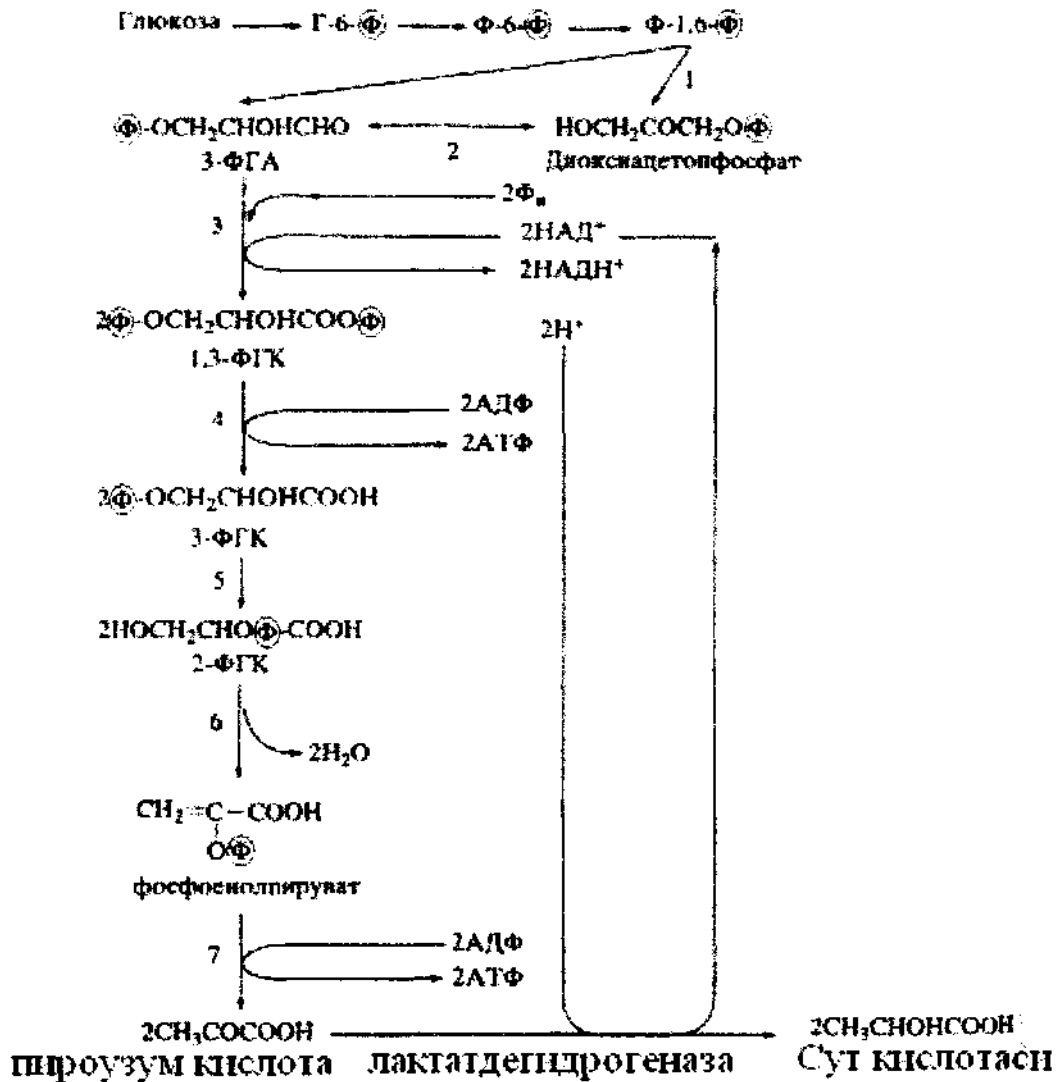 Глюкоза → Г-6-Ф → Ф-6-Ф → Ф-1,6-Ф
1
Ф-OCH₂CHOHCHO ↔ HOCH₂COCH₂OФ
3-ФГА 2 Диоксиацетопфосфат
2Фн
3
2НАД⁺
2НАДН⁺
2Ф-OCH₂CHOHCOOФ
1,3-ФГК
2H⁺
4
2АДФ
2АТФ
2Ф-OCH₂CHOHCOOH
3-ФГК
5
2HOCH₂CHOФ-COOH
2-ФГК
6
2H₂O
CH₂=C–COOH
OФ
фосфоенолпируват
7
2АДФ
2АТФ
2CH₃COCOOH → 2CH₃CHOHCOOH
пироузум кислота лактатдегидрогеназа Сут кислотаси